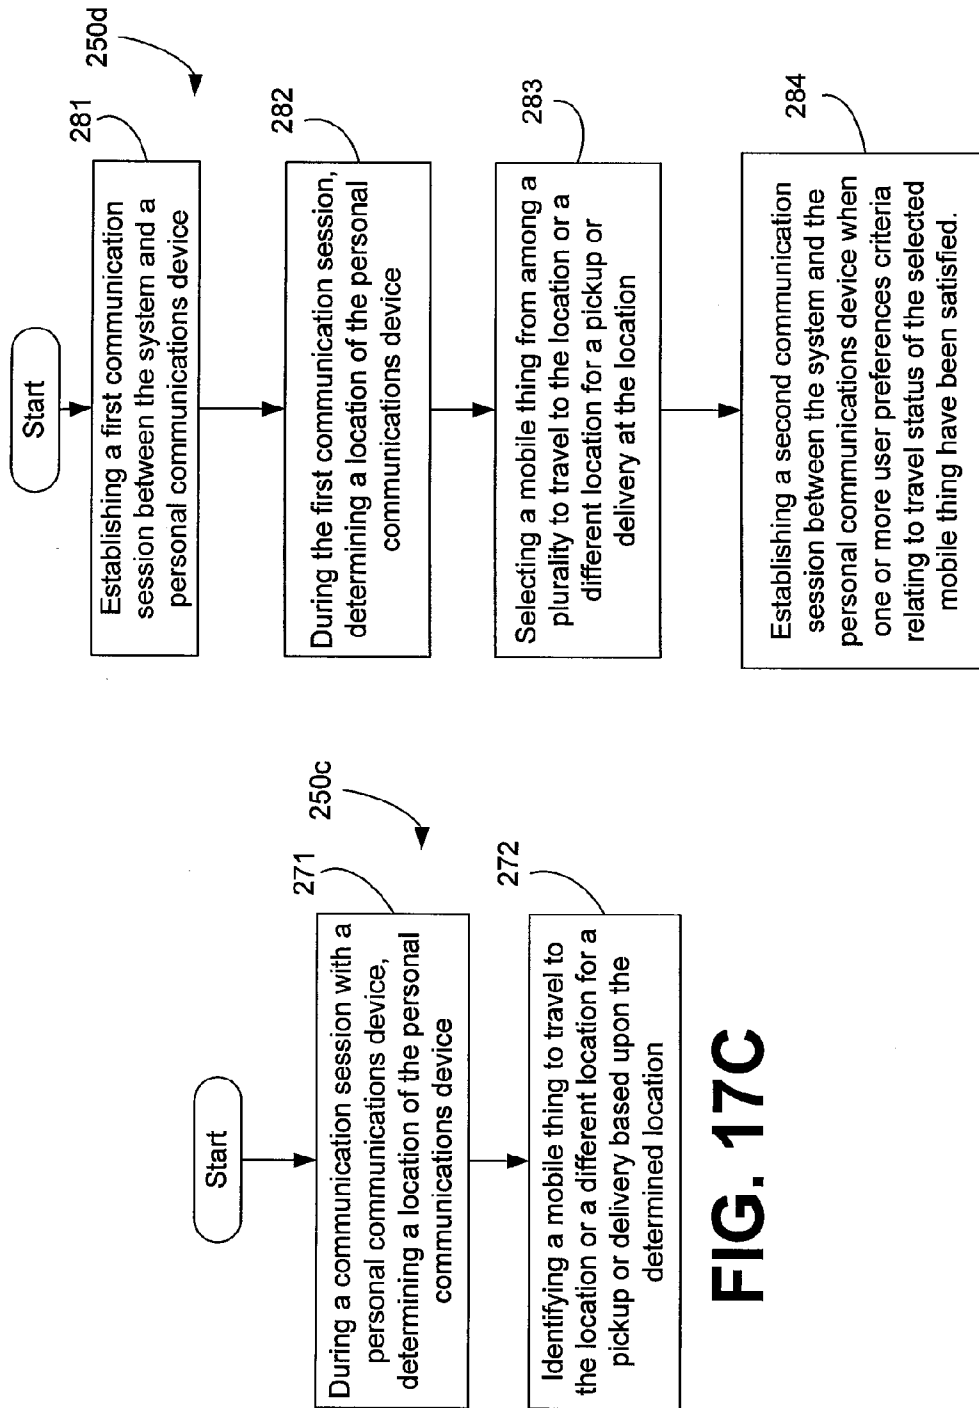 Start
271
During a communication session with a
personal communications device,
determining a location of the personal
communications device
250c
272
Identifying a mobile thing to travel to
the location or a different location for a
pickup or delivery based upon the
determined location
FIG. 17C
Start
281
Establishing a first communication
session between the system and a
personal communications device
250d
282
During the first communication session,
determining a location of the personal
communications device
283
Selecting a mobile thing from among a
plurality to travel to the location or a
different location for a pickup or
delivery at the location
284
Establishing a second communication
session between the system and the
personal communications device when
one or more user preferences criteria
relating to travel status of the selected
mobile thing have been satisfied.